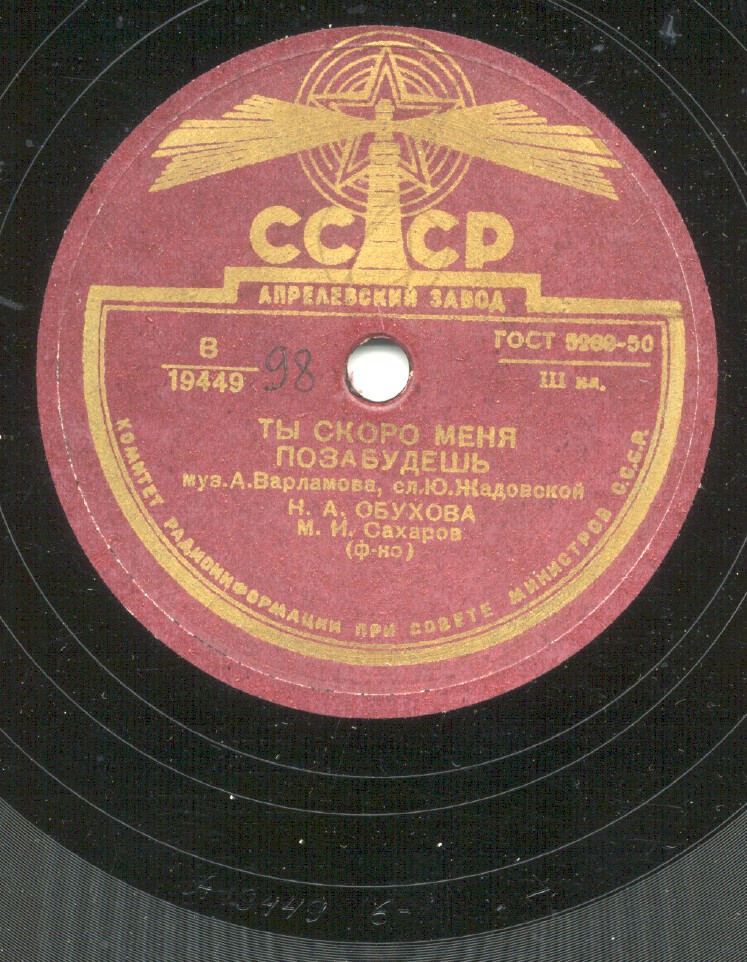 СССР
АПРЕЛЕВСКИЙ ЗАВОД
В
19449
98
ГОСТ 5289-50
III кл.
ТЫ СКОРО МЕНЯ
ПОЗАБУДЕШЬ
муз.А.Варламова, сл.Ю.Жадовской
Н. А. ОБУХОВА
М. И. Сахаров
(ф-но)
КОМИТЕТ РАДИОИНФОРМАЦИИ ПРИ СОВЕТЕ МИНИСТРОВ С.С.С.Р.